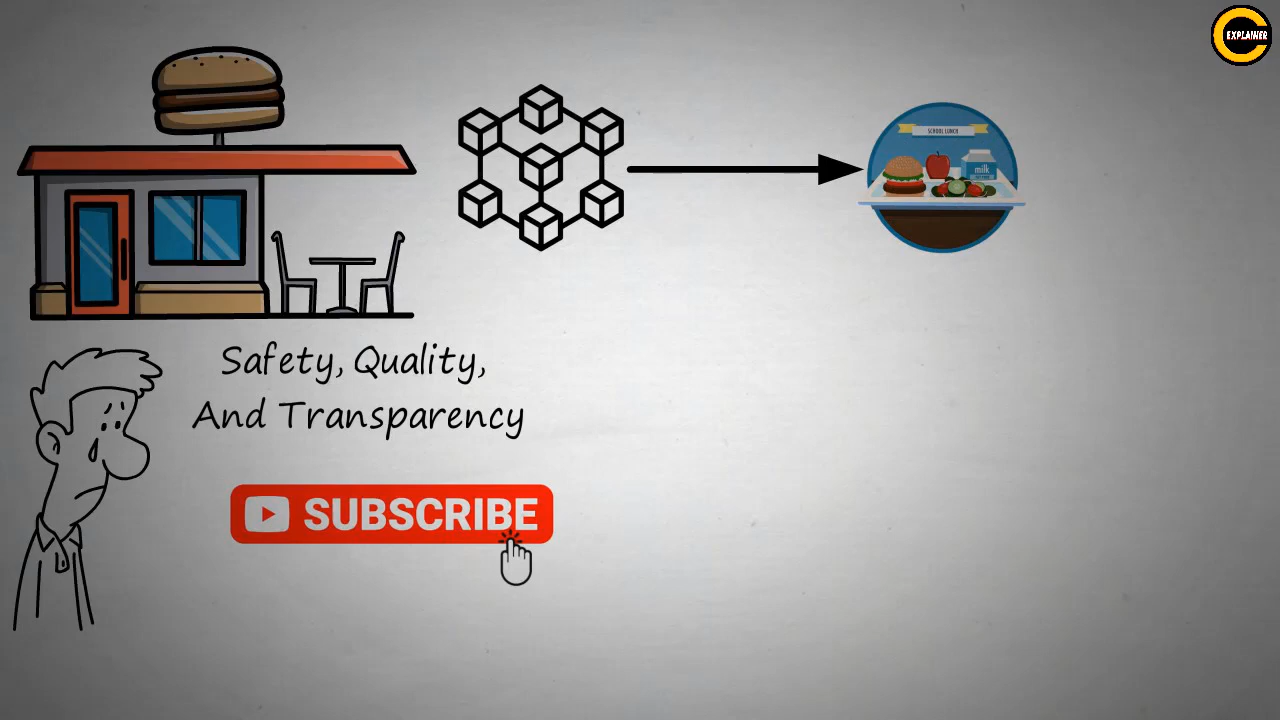 EXPLAINER
SCHOOL LUNCH
milk
Safety, Quality,
And Transparency
SUBSCRIBE